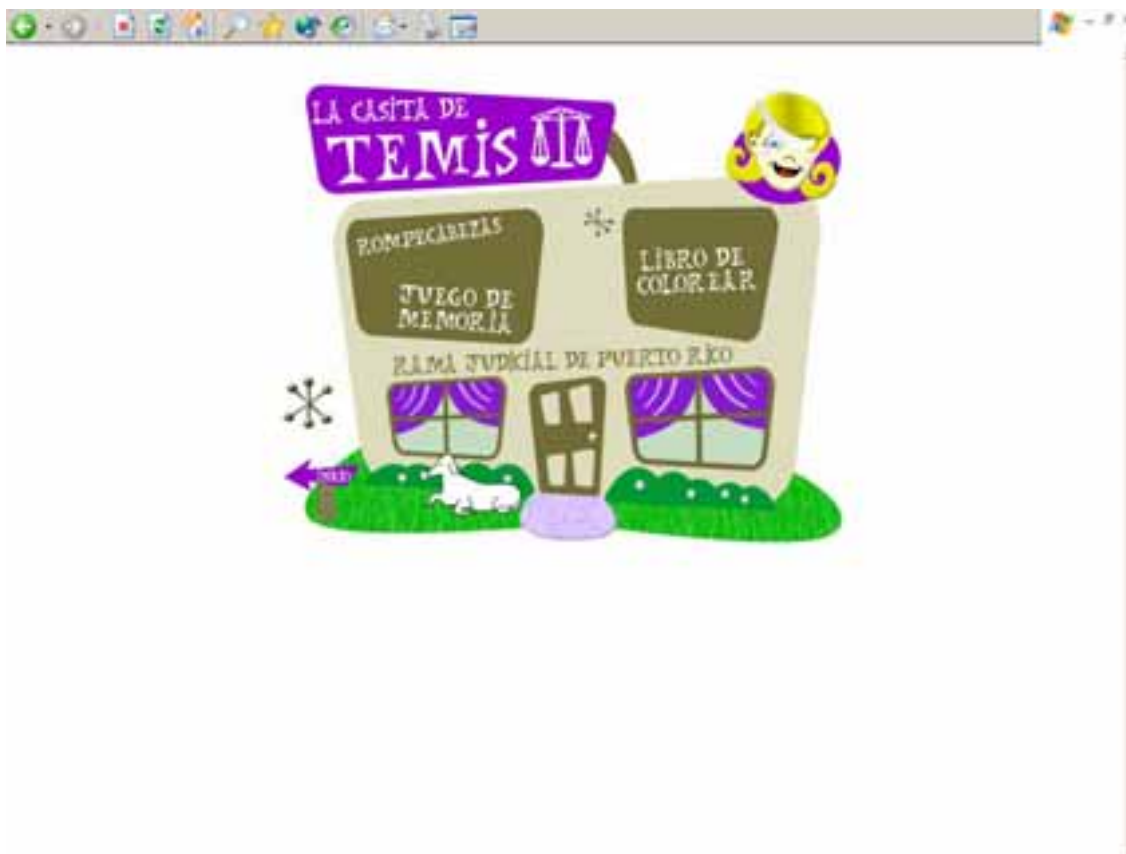 LA CASITA DE
TEMIS
ROMPECABEZAS
JUEGO DE
MEMORIA
LIBRO DE
COLOREAR
RAMA JUDICIAL DE PUERTO RICO